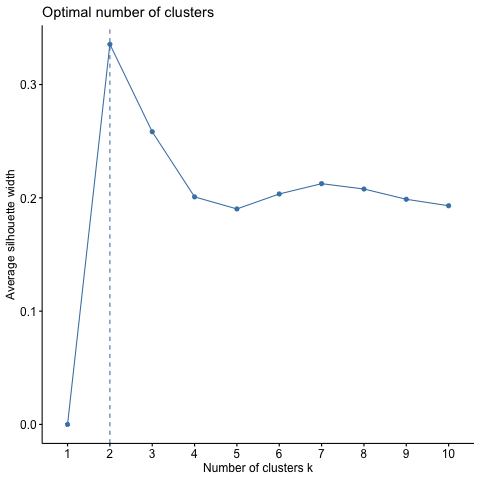 Optimal number of clusters
Average silhouette width
0.3
0.2
0.1
0.0
1 2 3 4 5 6 7 8 9 10
Number of clusters k